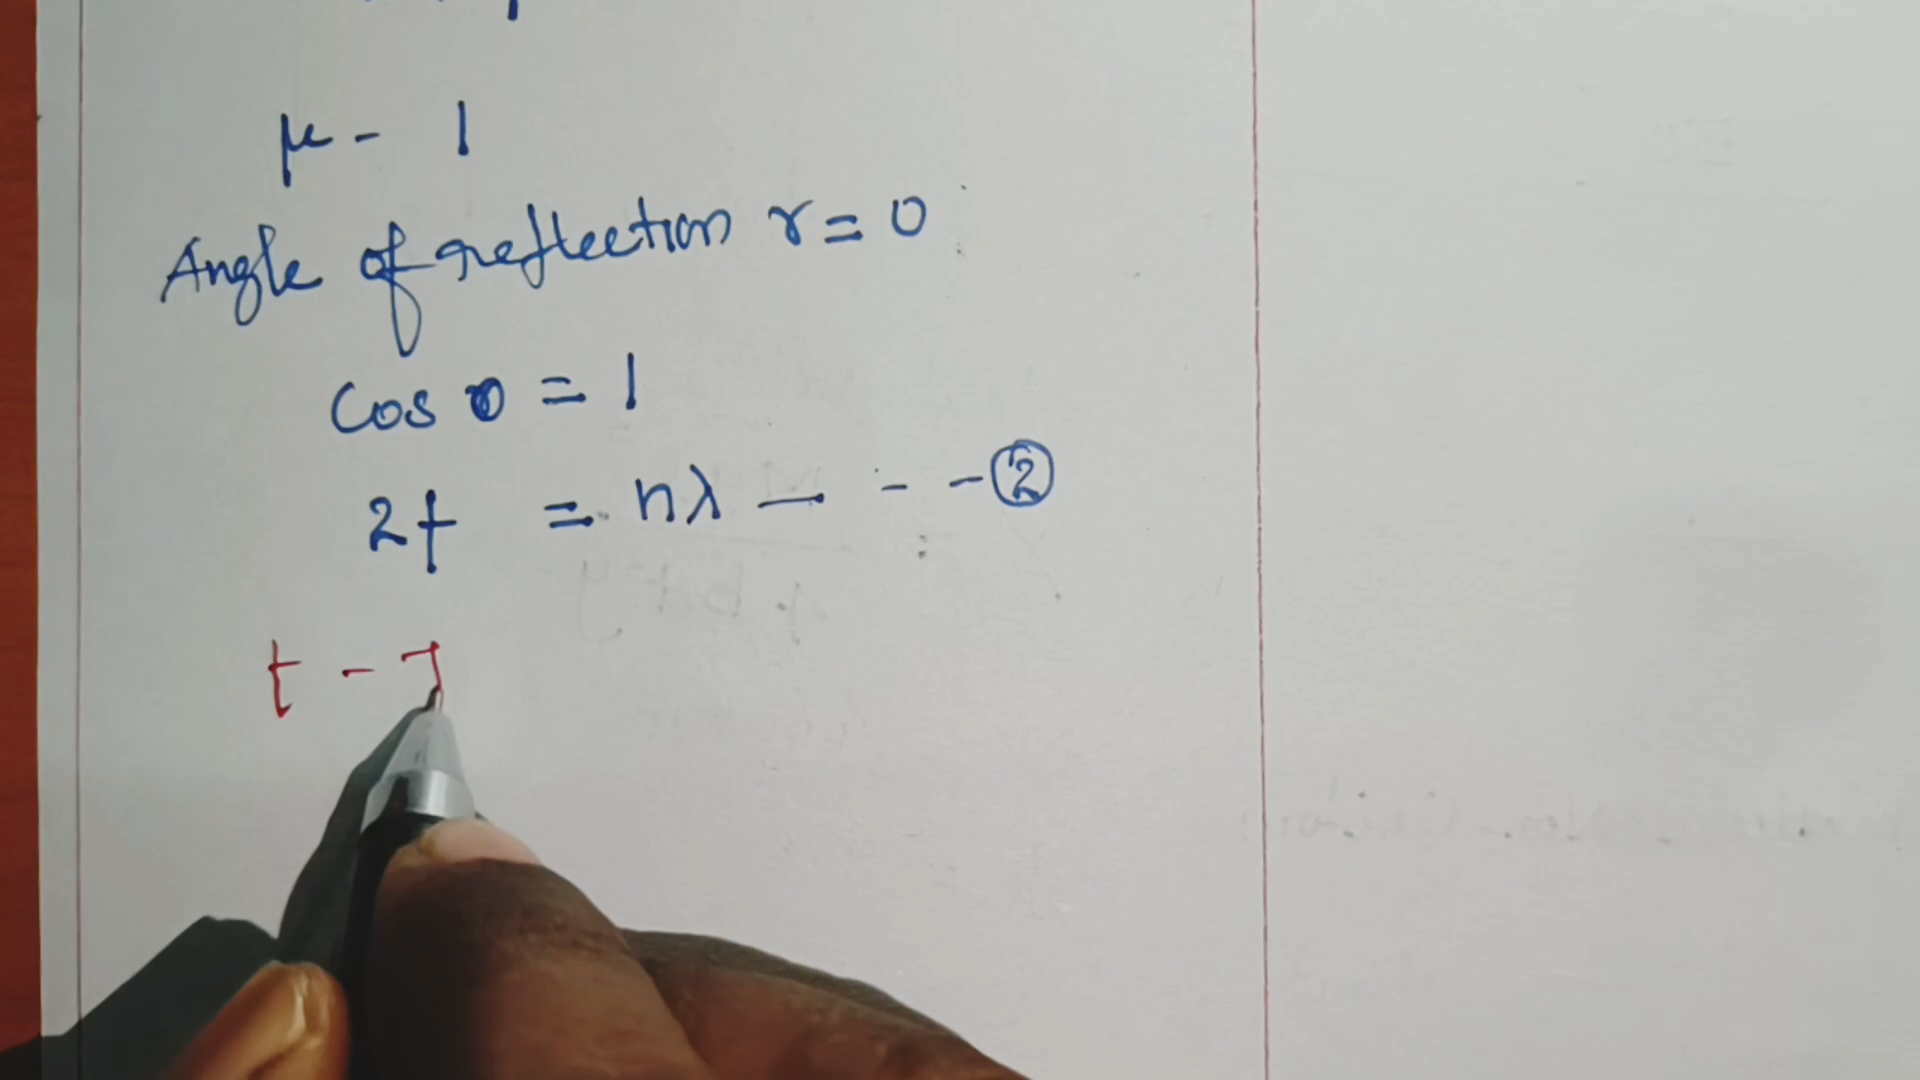 μ - 1
Angle of reflection r = 0
Cos 0 = 1
2t = nλ — - - ②
t - T